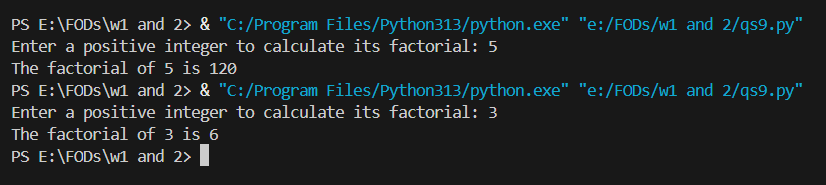 PS E:\FODs\w1 and 2> & "C:/Program Files/Python313/python.exe" "e:/FODs/w1 and 2/qs9.py"
Enter a positive integer to calculate its factorial: 5
The factorial of 5 is 120
PS E:\FODs\w1 and 2> & "C:/Program Files/Python313/python.exe" "e:/FODs/w1 and 2/qs9.py"
Enter a positive integer to calculate its factorial: 3
The factorial of 3 is 6
PS E:\FODs\w1 and 2>